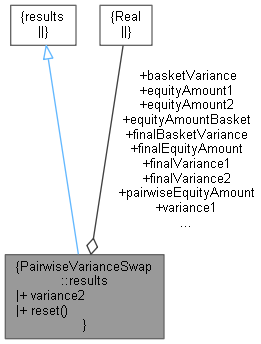 {results
||}
{Real
||}
+basketVariance
+equityAmount1
+equityAmount2
+equityAmountBasket
+finalBasketVariance
+finalEquityAmount
+finalVariance1
+finalVariance2
+pairwiseEquityAmount
+variance1
...
{PairwiseVarianceSwap
::results
|+ variance2
|+ reset()
}